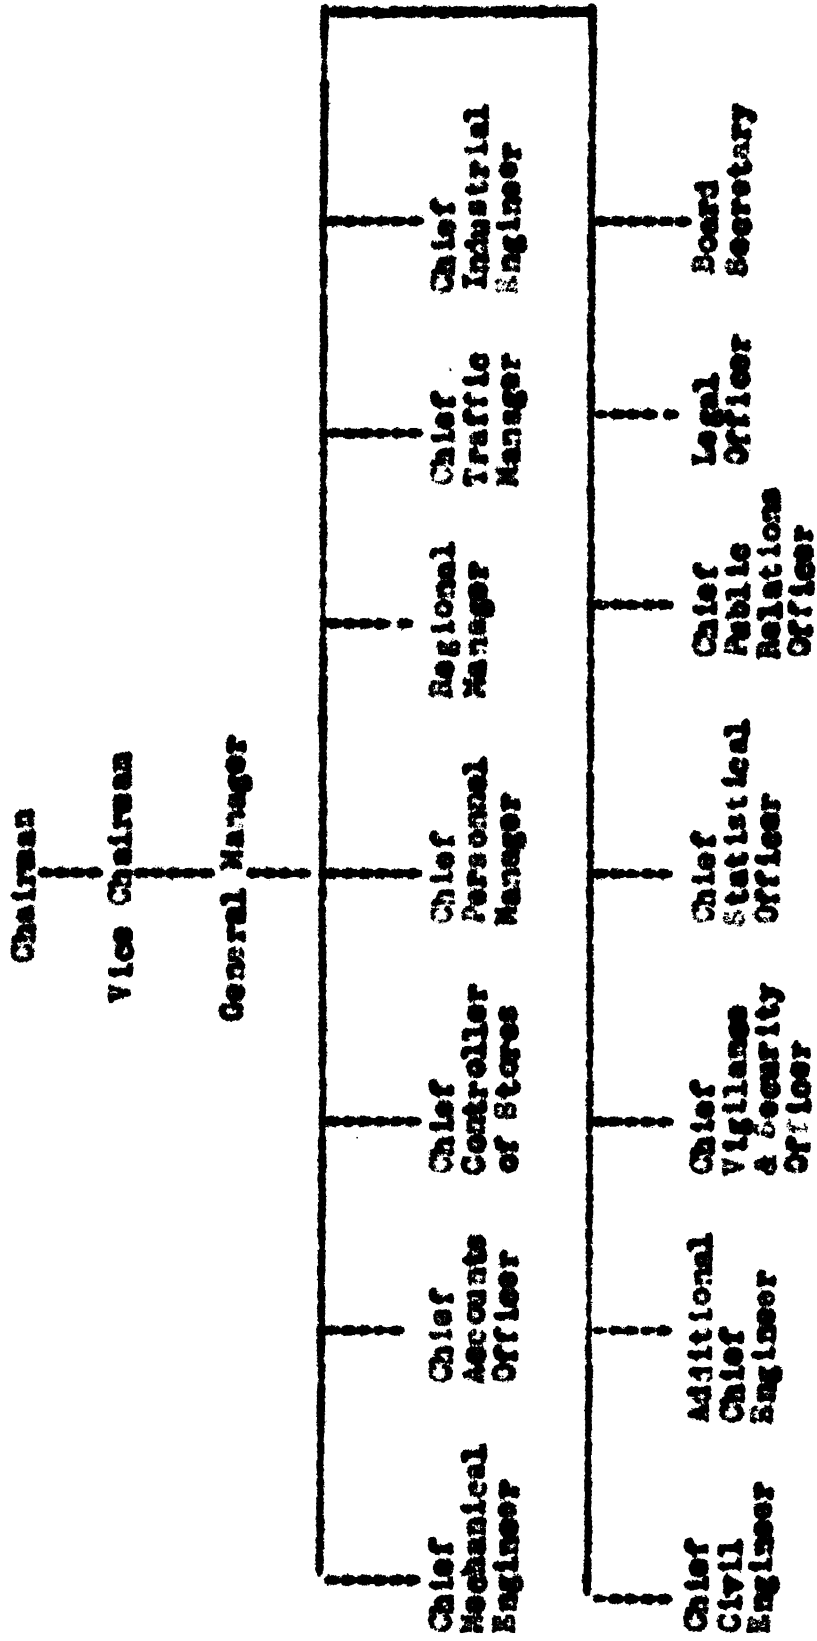 Chairman
Vice Chairman
General Manager
Chief
Mechanical
Engineer
Chief
Accounts
Officer
Chief
Controller
of Stores
Chief
Personnel
Manager
Regional
Manager
Chief
Traffic
Manager
Chief
Industrial
Engineer
Chief
Civil
Engineer
Additional
Chief
Engineer
Chief
Vigilance
& Security
Officer
Chief
Statistical
Officer
Chief
Public
Relations
Officer
Legal
Officer
Board
Secretary